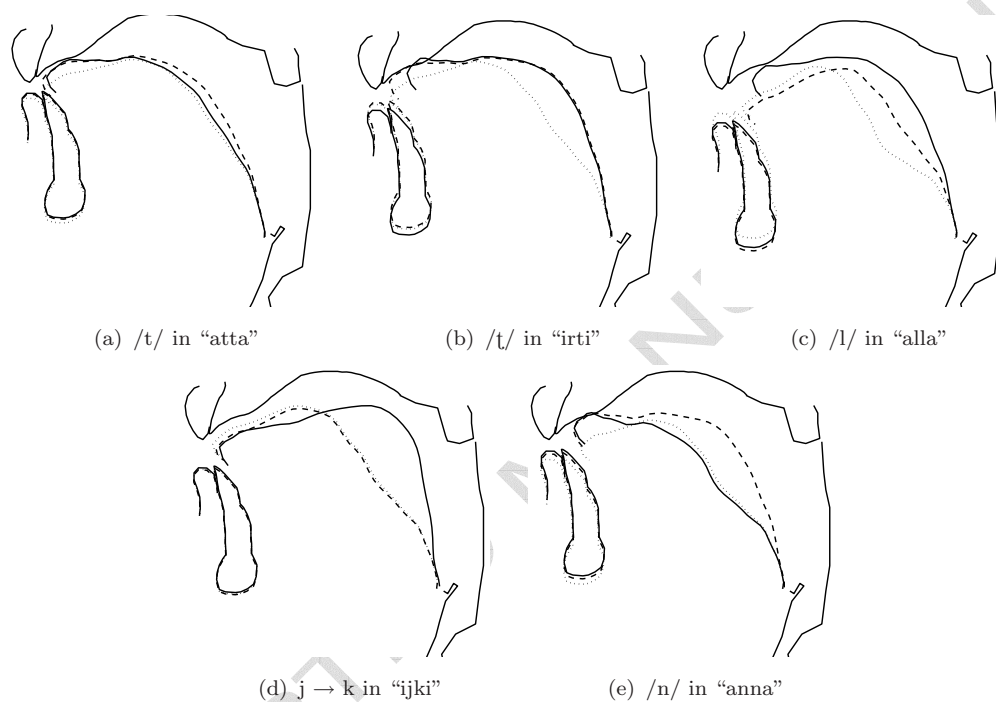 (a) /t/ in “atta”
(b) /ʈ/ in “irti”
(c) /l/ in “alla”
(d) j → k in “ijki”
(e) /n/ in “anna”